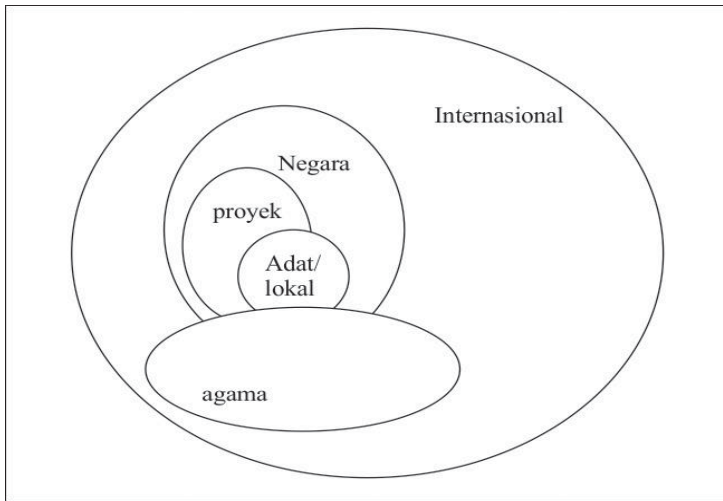 Internasional
Negara
proyek
Adat/
lokal
agama